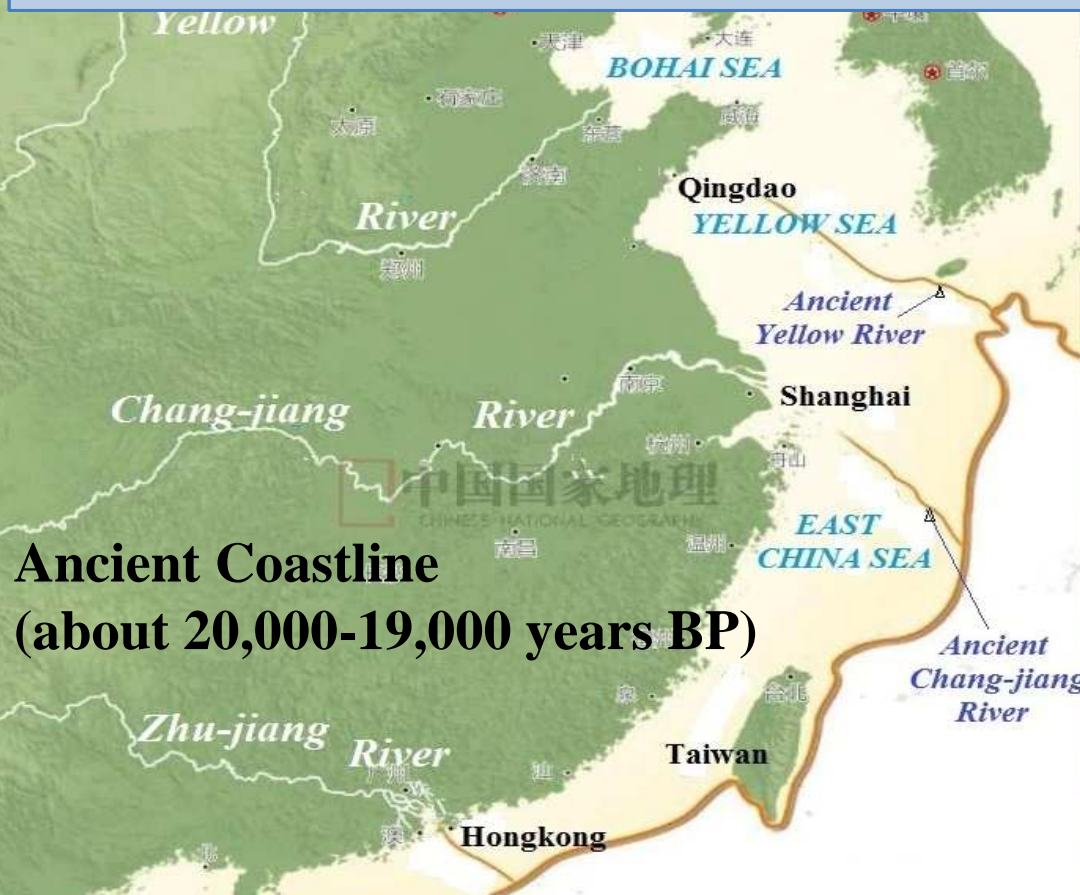 Yellow
天津
大连
BOHAI SEA
首尔
石家庄
太原
威海
东营
济南
Qingdao
River
YELLOW SEA
郑州
Ancient
Yellow River
南京
Shanghai
Chang-jiang
River
杭州
舟山
中国国家地理
CHINESE NATIONAL GEOGRAPHY
EAST
CHINA SEA
南昌
温州
Ancient Coastline
(about 20,000-19,000 years BP)
Ancient
Chang-jiang
River
泉
台北
Zhu-jiang
River
Taiwan
广州
汕
澳
Hongkong
北